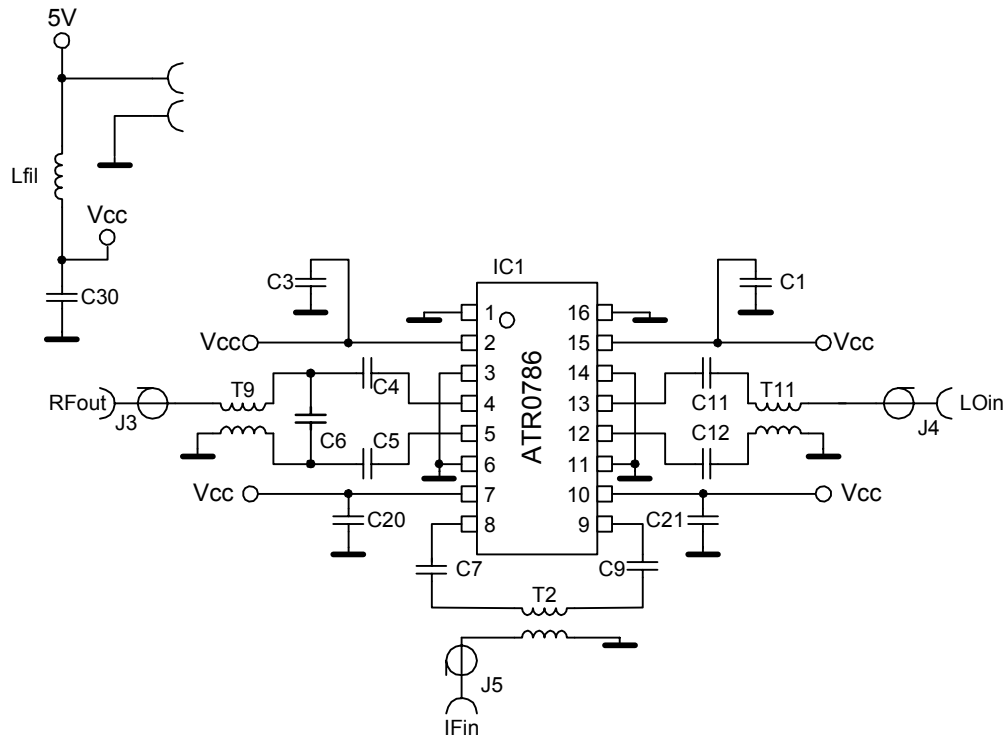 5V
Lfil
Vcc
C30
C3
IC1
C1
1
16
Vcc
2
15
Vcc
3
14
RFout
J3
T9
C4
4
13
C11
T11
J4
LOin
C6
C5
5
12
C12
6
11
Vcc
7
10
Vcc
C20
8
9
C21
ATR0786
C7
C9
T2
J5
IFin